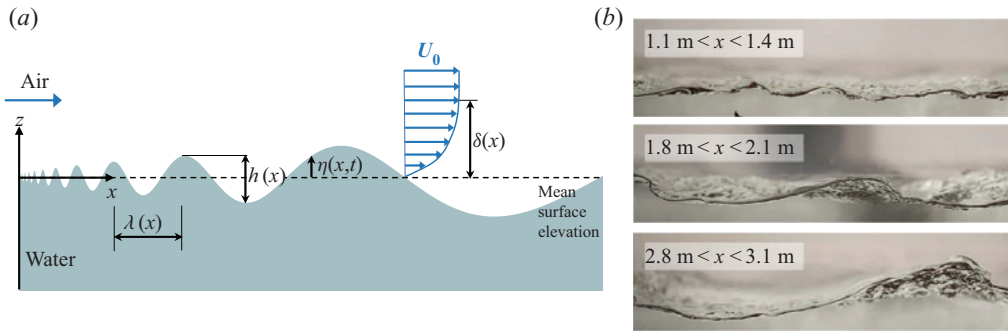 (a)
U₀
Air
z
δ(x)
h(x)
η(x,t)
x
λ(x)
Mean
surface
elevation
Water
(b)
1.1 m < x < 1.4 m
1.8 m < x < 2.1 m
2.8 m < x < 3.1 m